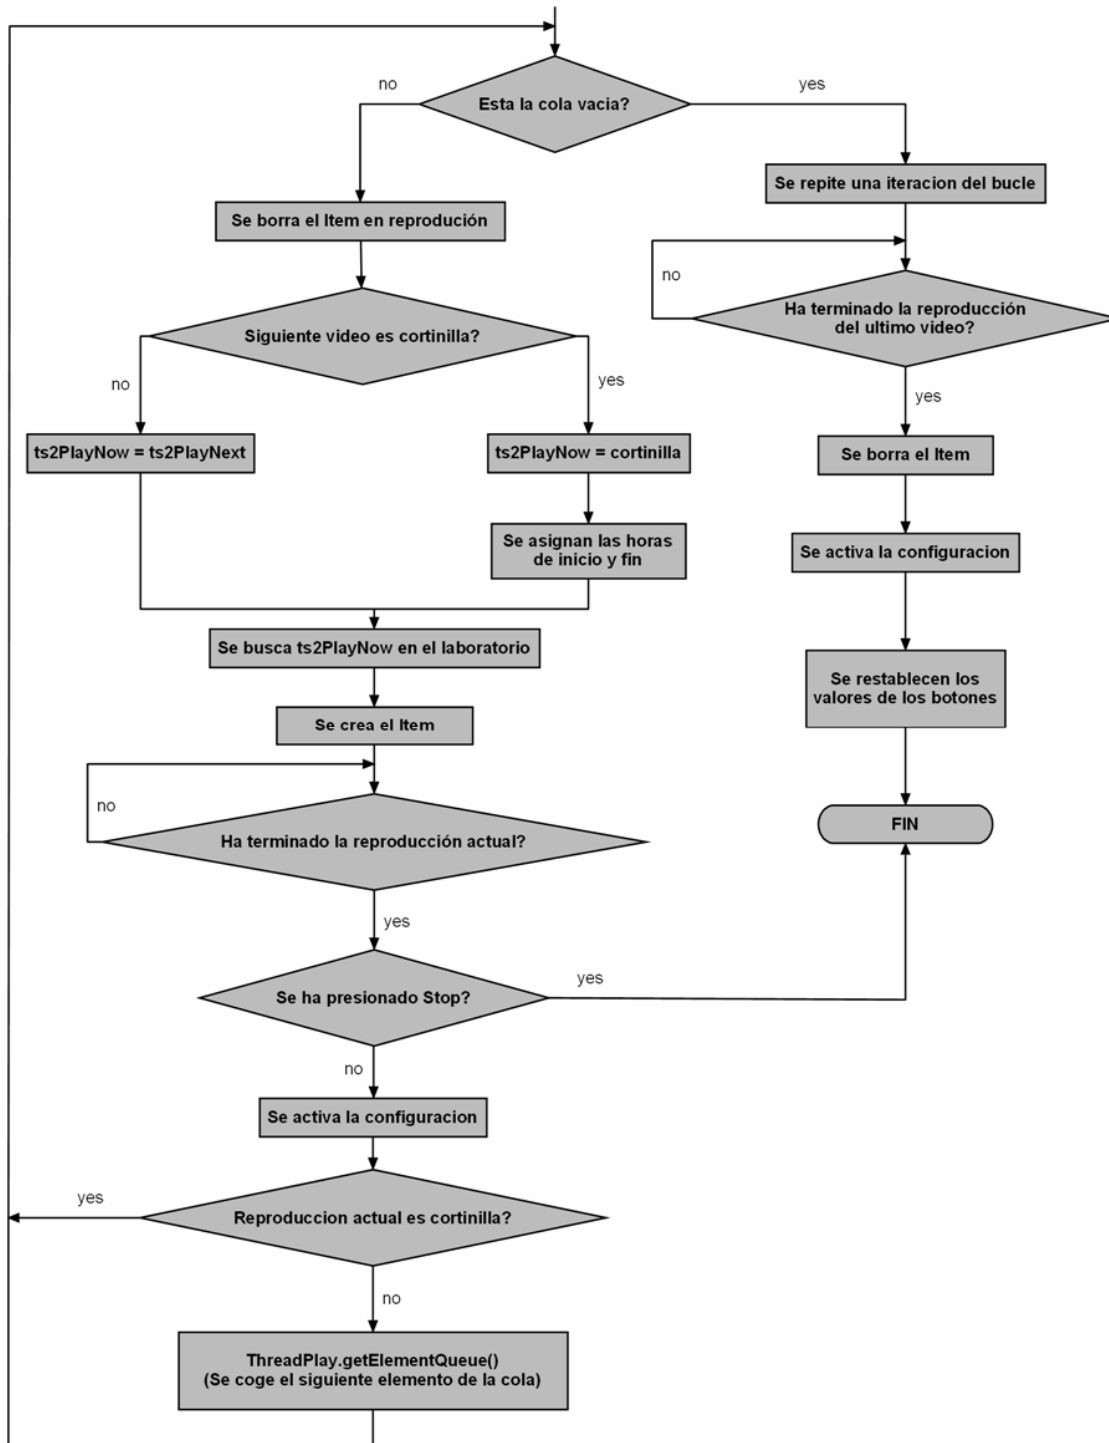 Esta la cola vacia?
no
yes
Se repite una iteracion del bucle
Se borra el Item en reprodución
no
Ha terminado la reproducción
del ultimo video?
Siguiente video es cortinilla?
no
yes
yes
ts2PlayNow = ts2PlayNext
ts2PlayNow = cortinilla
Se borra el Item
Se asignan las horas
de inicio y fin
Se activa la configuracion
Se busca ts2PlayNow en el laboratorio
Se restablecen los
valores de los botones
Se crea el Item
no
Ha terminado la reproducción actual?
FIN
yes
Se ha presionado Stop?
yes
no
Se activa la configuracion
yes
Reproduccion actual es cortinilla?
no
ThreadPlay.getElementQueue()
(Se coge el siguiente elemento de la cola)